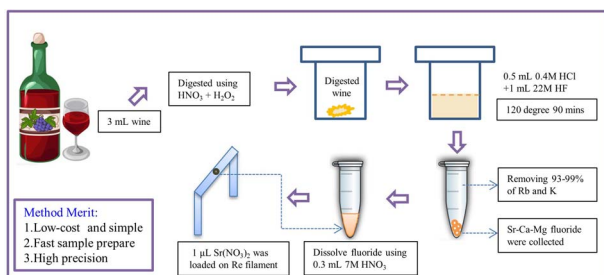 3 mL wine
Digested using
HNO₃ + H₂O₂
Digested
wine
0.5 mL 0.4M HCl
+1 mL 22M HF
120 degree 90 mins
Removing 93-99%
of Rb and K
Sr-Ca-Mg fluoride
were collected
Dissolve fluoride using
0.3 mL 7M HNO₃
1 μL Sr(NO₃)₂ was
loaded on Re filament
Method Merit:
1.Low-cost and simple
2.Fast sample prepare
3.High precision